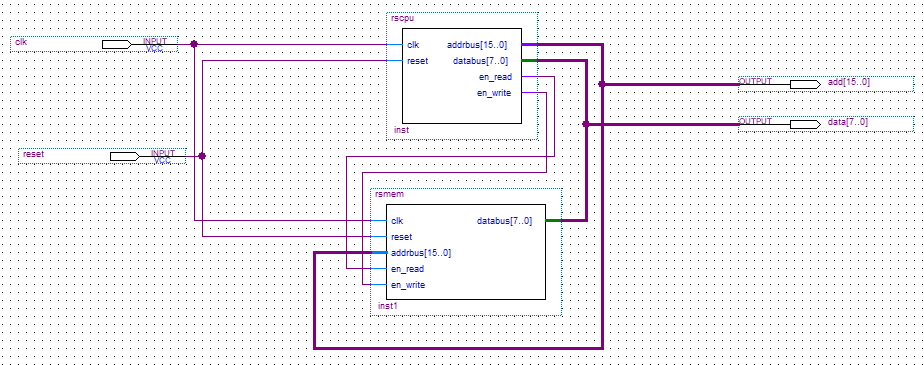 rscpu
clk INPUT VCC
clk addrbus[15..0]
reset databus[7..0]
en_read
en_write
OUTPUT add[15..0]
OUTPUT data[7..0]
inst
reset INPUT VCC
rsmem
clk databus[7..0]
reset
addrbus[15..0]
en_read
en_write
inst1